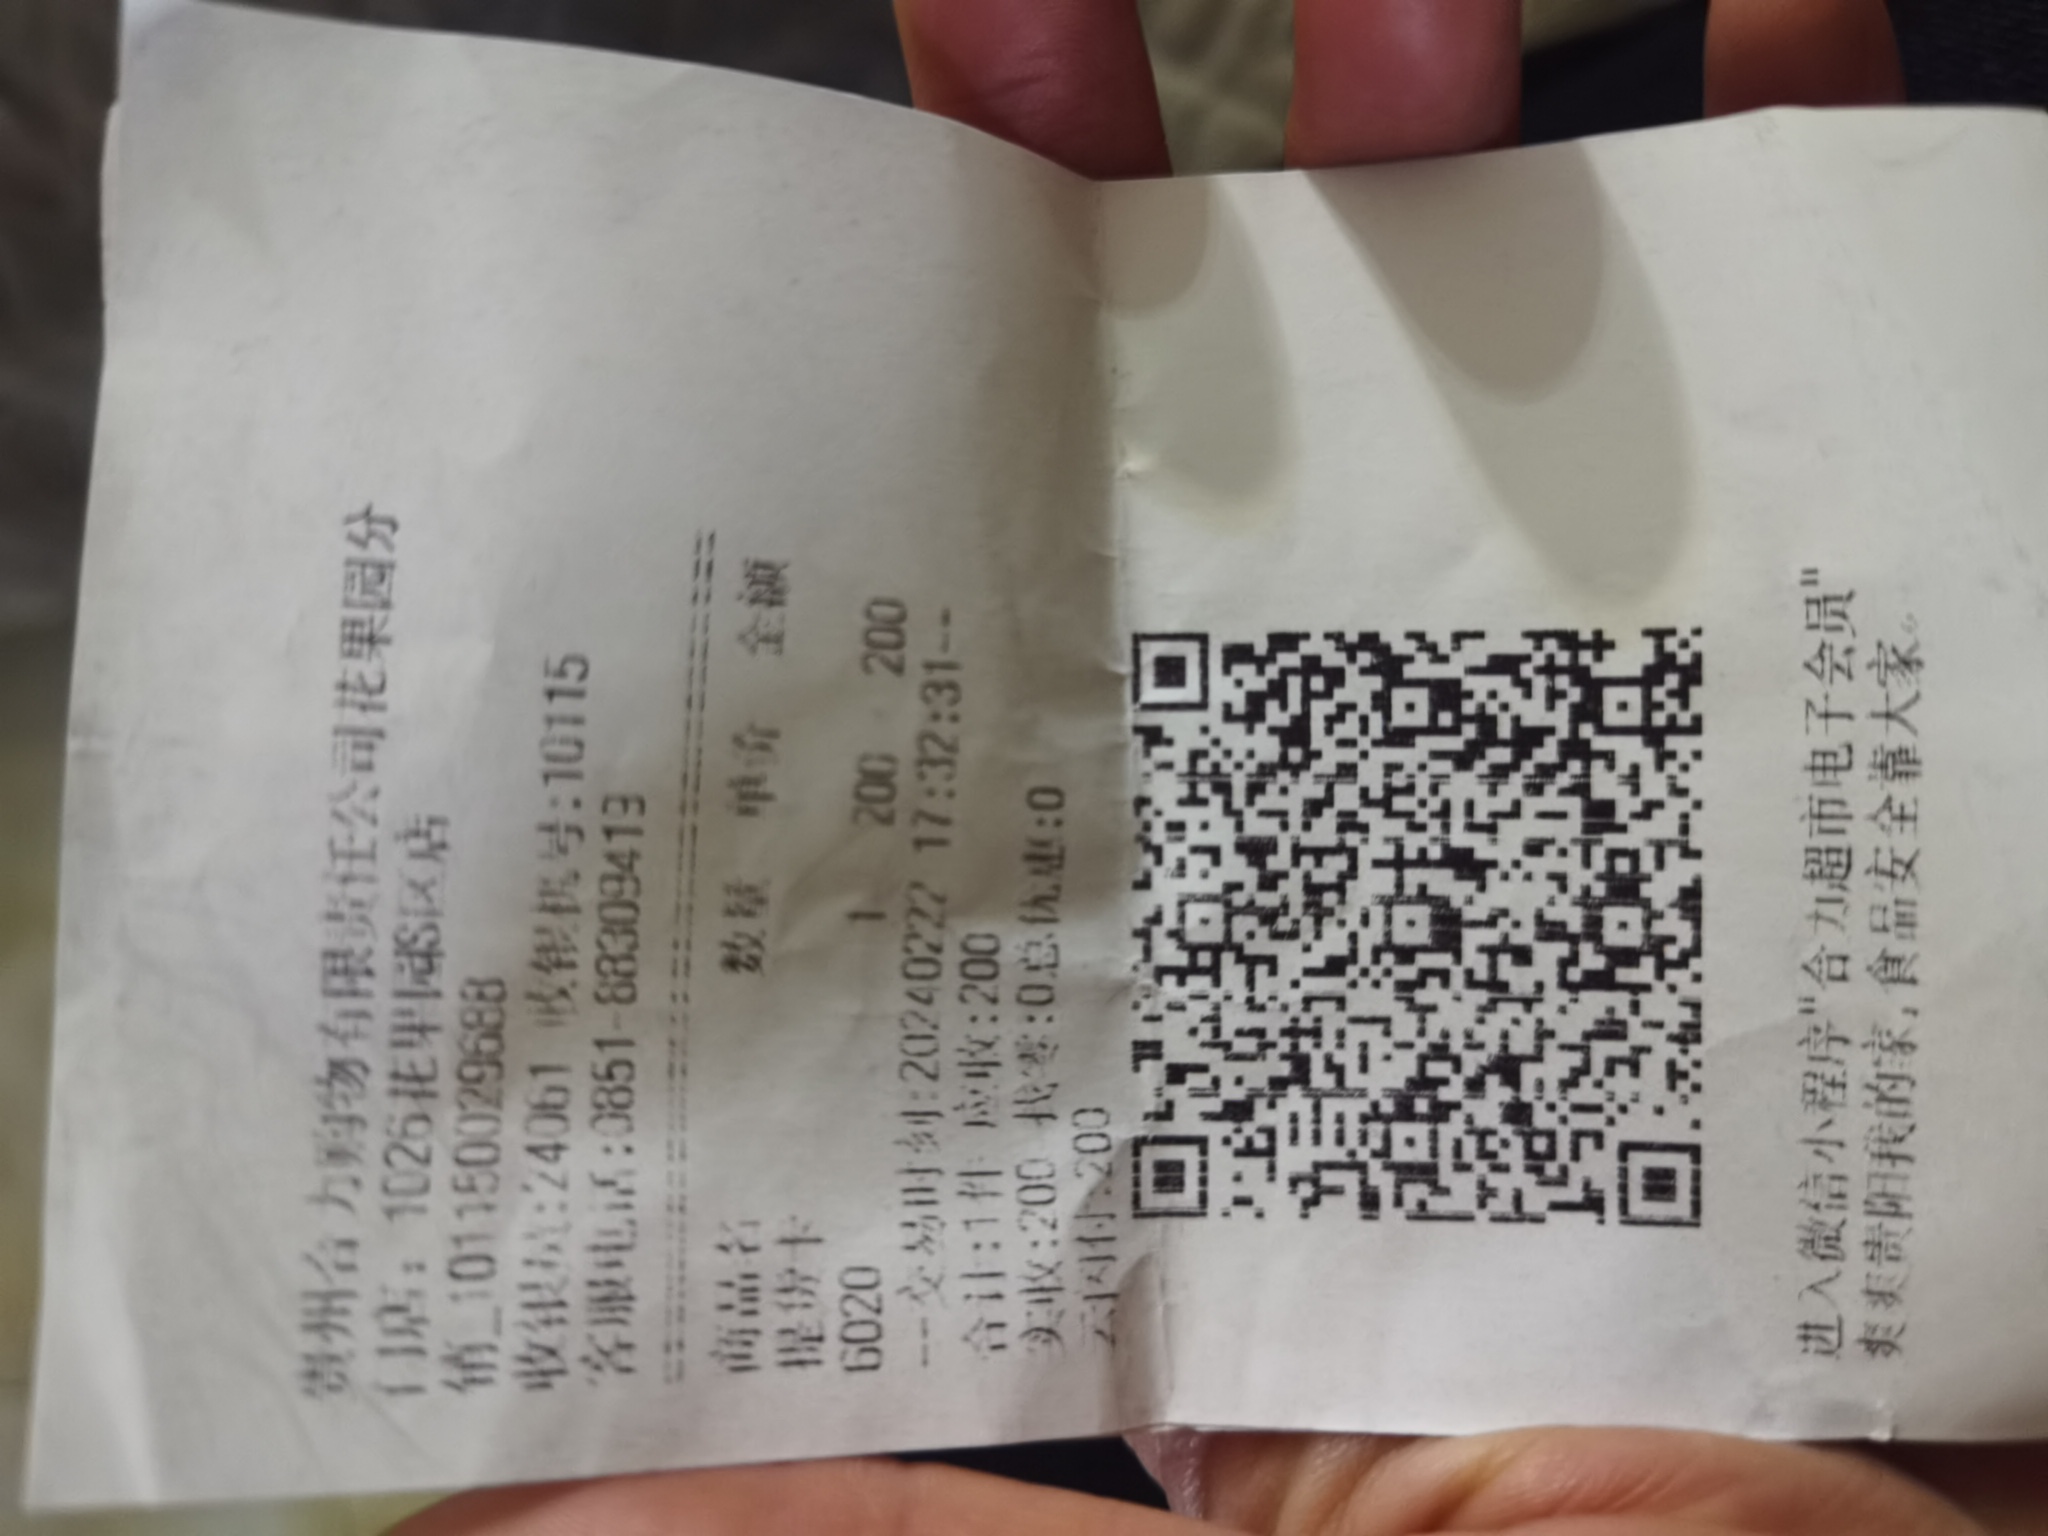 贵州合力购物有限责任公司花果园分
门店：1026花果园S区店
销_10115002968B
收银员:24061 收银机号:10115
客服电话:0851-88309413
商品名 数量 单价 金额
提货卡
6020 1 200 200
--交易时刻:20240222 17:32:31--
合计:1件 应收:200
实收:200 找零:0总优惠:0
云闪付:200
进入微信小程序"合力超市电子会员"
爽爽贵阳我的家,食品安全靠大家。